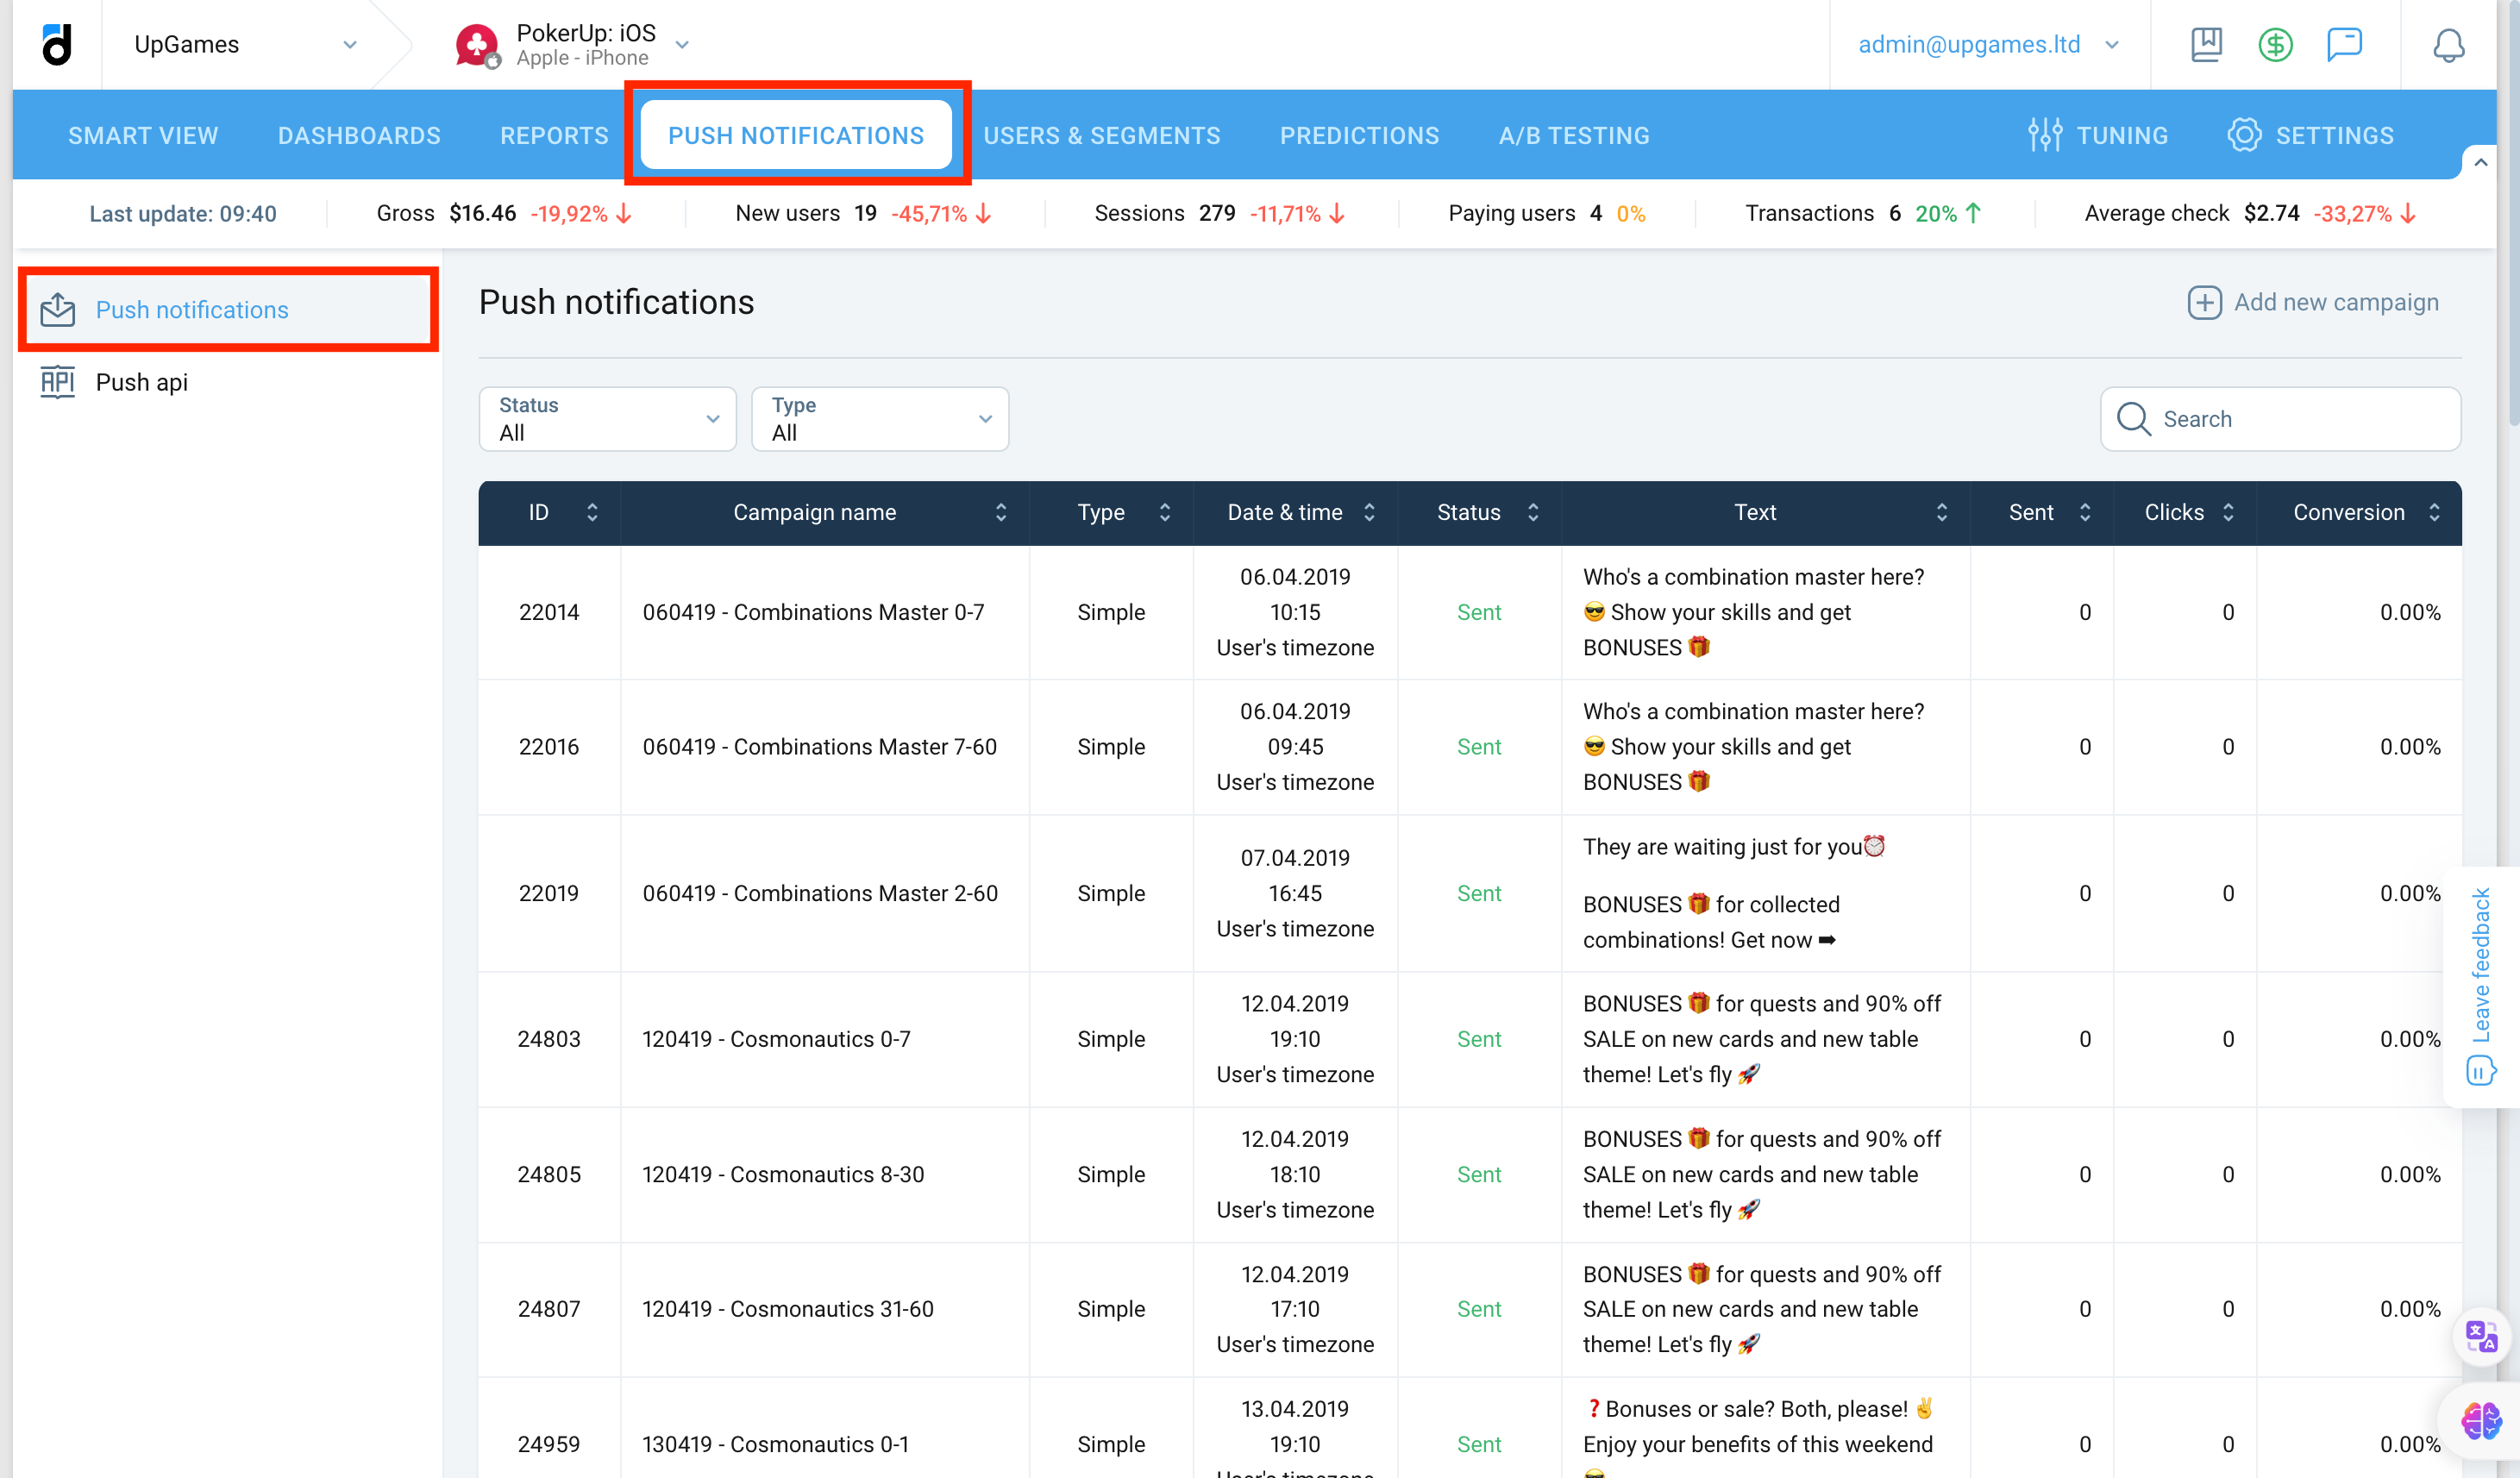 UpGames
PokerUp: iOS
Apple - iPhone
admin@upgames.ltd
SMART VIEW
DASHBOARDS
REPORTS
PUSH NOTIFICATIONS
USERS & SEGMENTS
PREDICTIONS
A/B TESTING
TUNING
SETTINGS
Last update: 09:40
Gross $16.46 -19,92%
New users 19 -45,71%
Sessions 279 -11,71%
Paying users 4 0%
Transactions 6 20%
Average check $2.74 -33,27%
Push notifications
API Push api
Push notifications
Add new campaign
Status
All
Type
All
Search
ID Campaign name Type Date & time Status Text Sent Clicks Conversion
22014
060419 - Combinations Master 0-7
Simple
06.04.2019
10:15
User's timezone
Sent
Who's a combination master here?
😎 Show your skills and get
BONUSES 🎁
0
0
0.00%
22016
060419 - Combinations Master 7-60
Simple
06.04.2019
09:45
User's timezone
Sent
Who's a combination master here?
😎 Show your skills and get
BONUSES 🎁
0
0
0.00%
22019
060419 - Combinations Master 2-60
Simple
07.04.2019
16:45
User's timezone
Sent
They are waiting just for you⏰
BONUSES 🎁 for collected
combinations! Get now ➡
0
0
0.00%
24803
120419 - Cosmonautics 0-7
Simple
12.04.2019
19:10
User's timezone
Sent
BONUSES 🎁 for quests and 90% off
SALE on new cards and new table
theme! Let's fly 🚀
0
0
0.00%
24805
120419 - Cosmonautics 8-30
Simple
12.04.2019
18:10
User's timezone
Sent
BONUSES 🎁 for quests and 90% off
SALE on new cards and new table
theme! Let's fly 🚀
0
0
0.00%
24807
120419 - Cosmonautics 31-60
Simple
12.04.2019
17:10
User's timezone
Sent
BONUSES 🎁 for quests and 90% off
SALE on new cards and new table
theme! Let's fly 🚀
0
0
0.00%
24959
130419 - Cosmonautics 0-1
Simple
13.04.2019
19:10
User's timezone
Sent
❓Bonuses or sale? Both, please! ✌
Enjoy your benefits of this weekend
😎
0
0
0.00%
Leave feedback